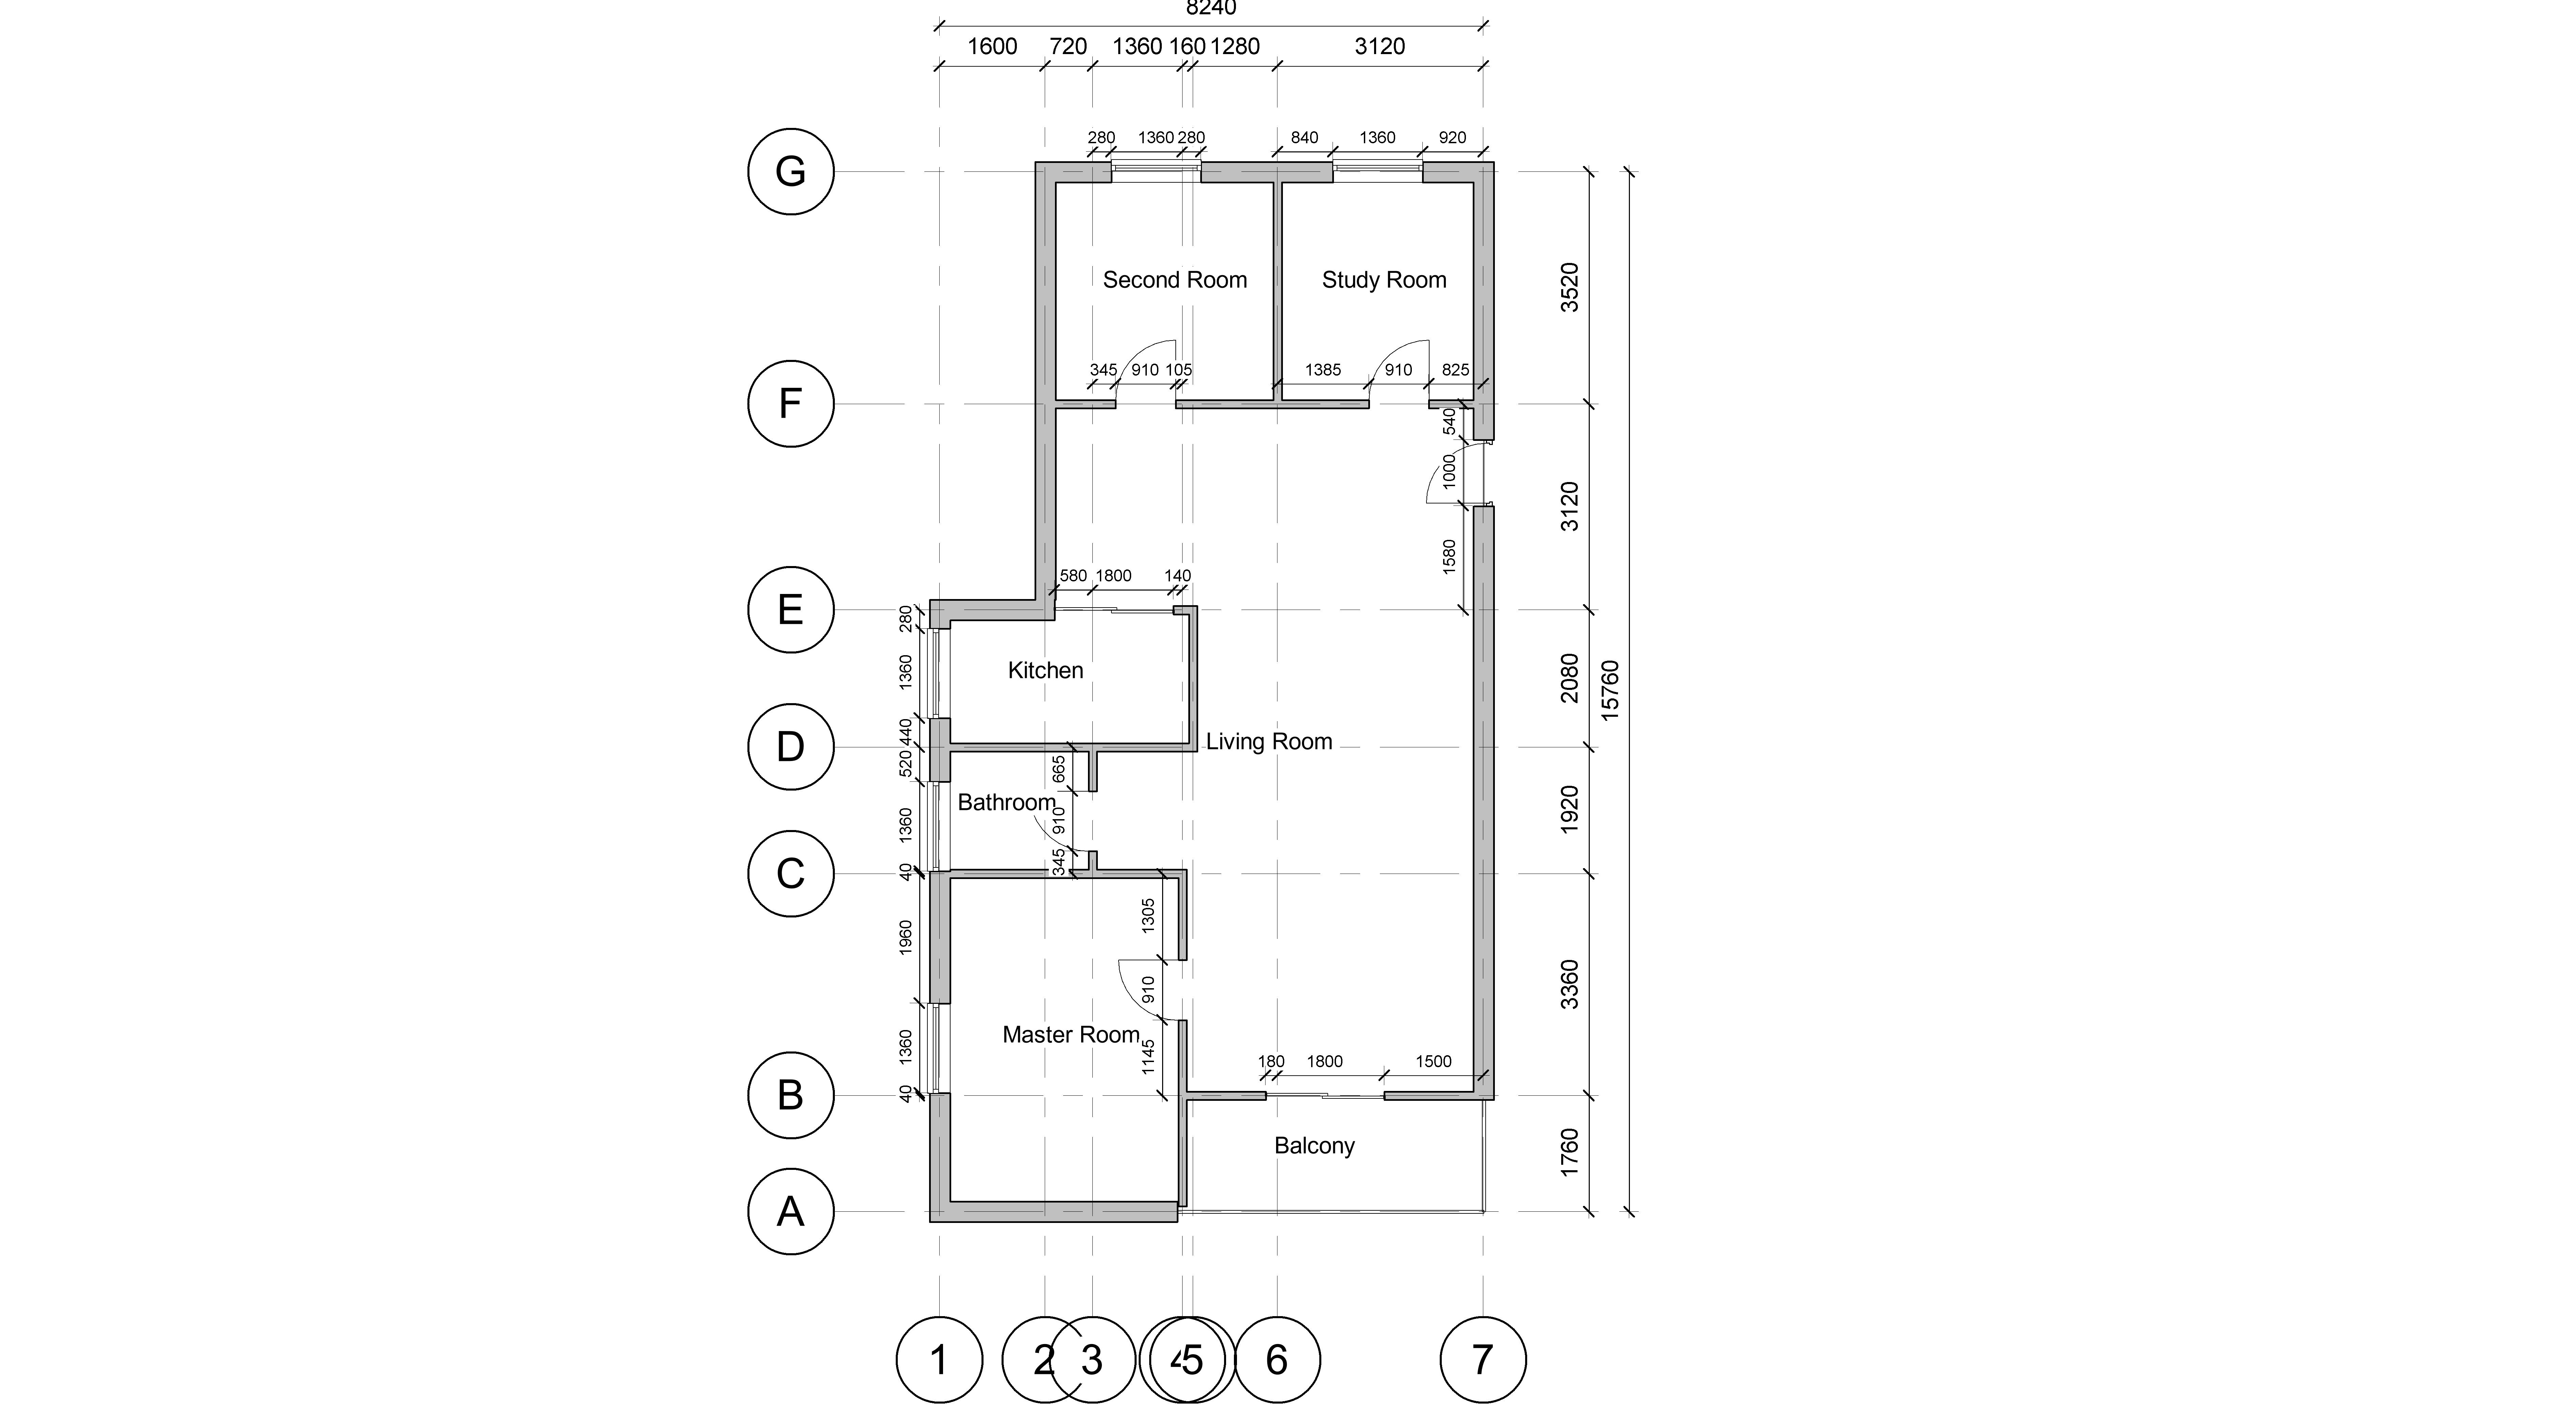 8240
1600 720 1360 160 1280 3120
280 1360 280 840 1360 920
G
Second Room Study Room
3520
345 910 105 1385 910 825
F
540
1000
1580
3120
580 1800 140
E
280
1360
440
Kitchen
2080
15760
D
Living Room
520
1360
40
665
910
345
Bathroom
1920
C
1960
1360
40
1305
910
1145
Master Room
3360
180 1800 1500
B
Balcony
1760
A
1 2 3 4 5 6 7